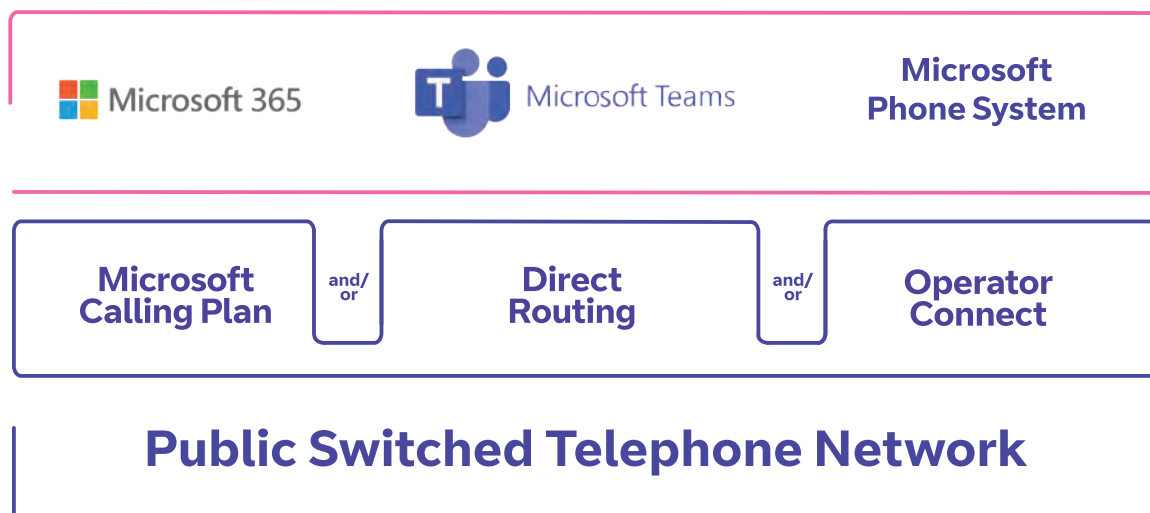 Microsoft 365
T
Microsoft Teams
Microsoft
Phone System
Microsoft
Calling Plan
and/
or
Direct
Routing
and/
or
Operator
Connect
Public Switched Telephone Network